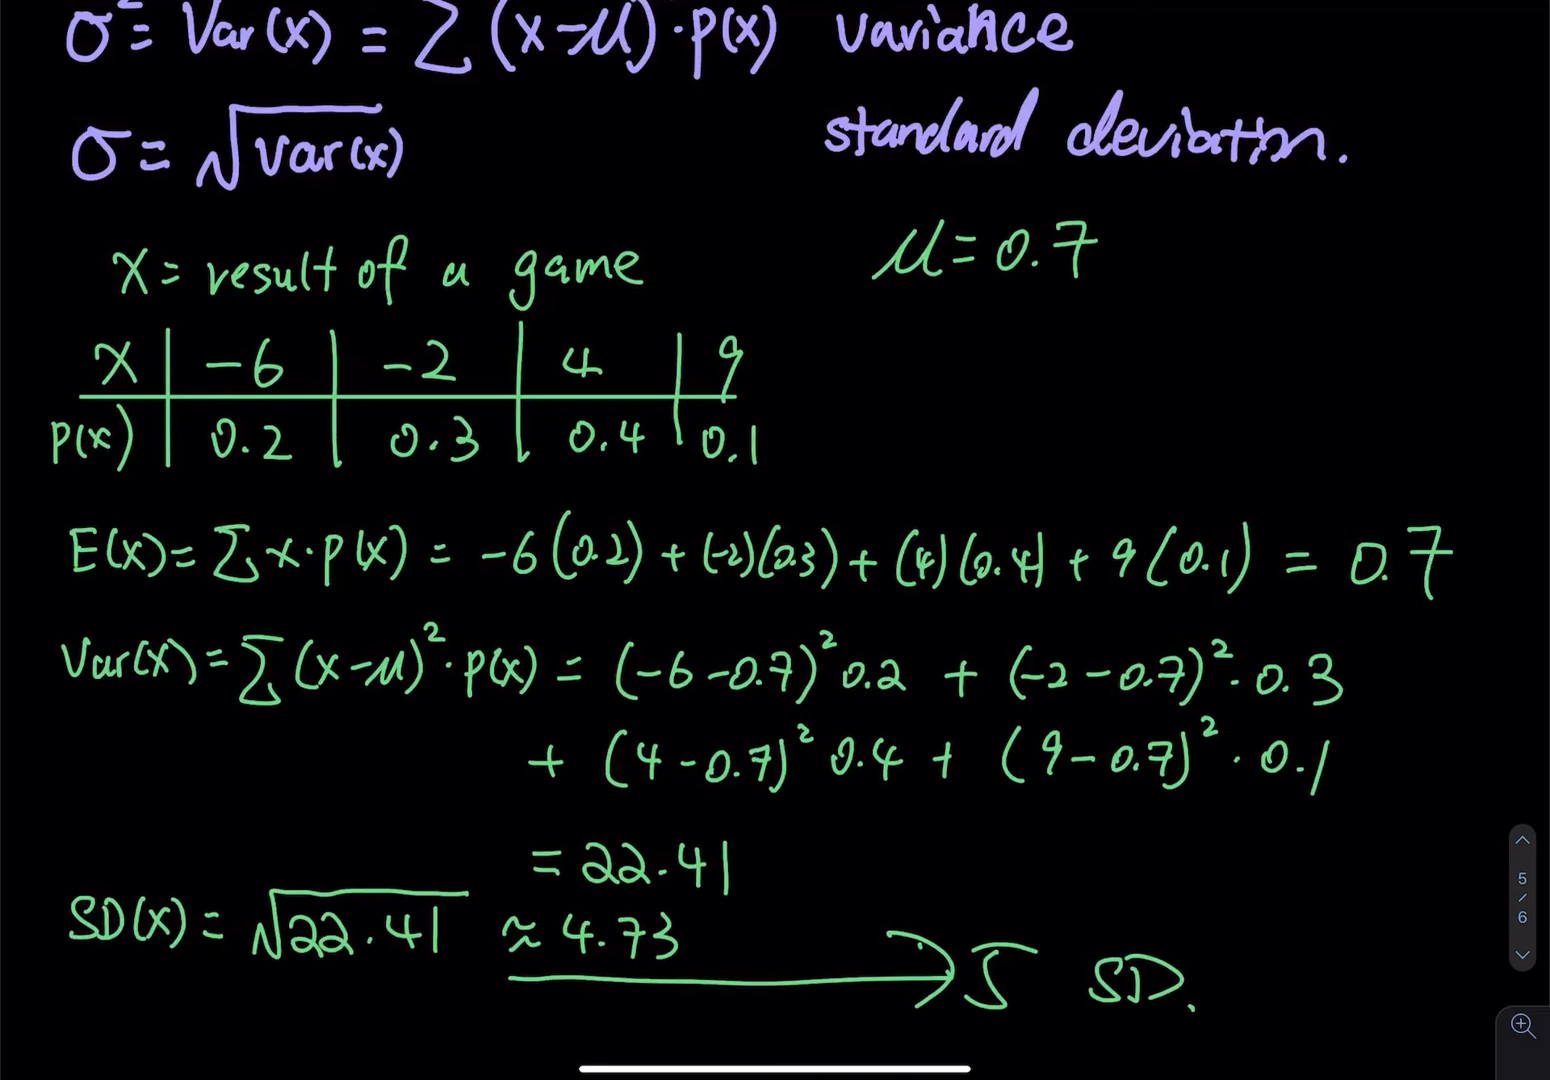 σ² = Var(x) = Σ (x-μ)·p(x) variance
σ = √var(x) standard deviation.
μ = 0.7
X = result of a game
X | -6 | -2 | 4 | 9
P(x) | 0.2 | 0.3 | 0.4 | 0.1
E(x) = Σ x·p(x) = -6(0.2) + (-2)(0.3) + (4)(0.4) + 9(0.1) = 0.7
Var(x) = Σ (x-μ)²·p(x) = (-6-0.7)² 0.2 + (-2-0.7)²·0.3
+ (4-0.7)² 0.4 + (9-0.7)²·0.1
= 22.41
SD(x) = √22.41 ≈ 4.73
5 SD.
5
/
6